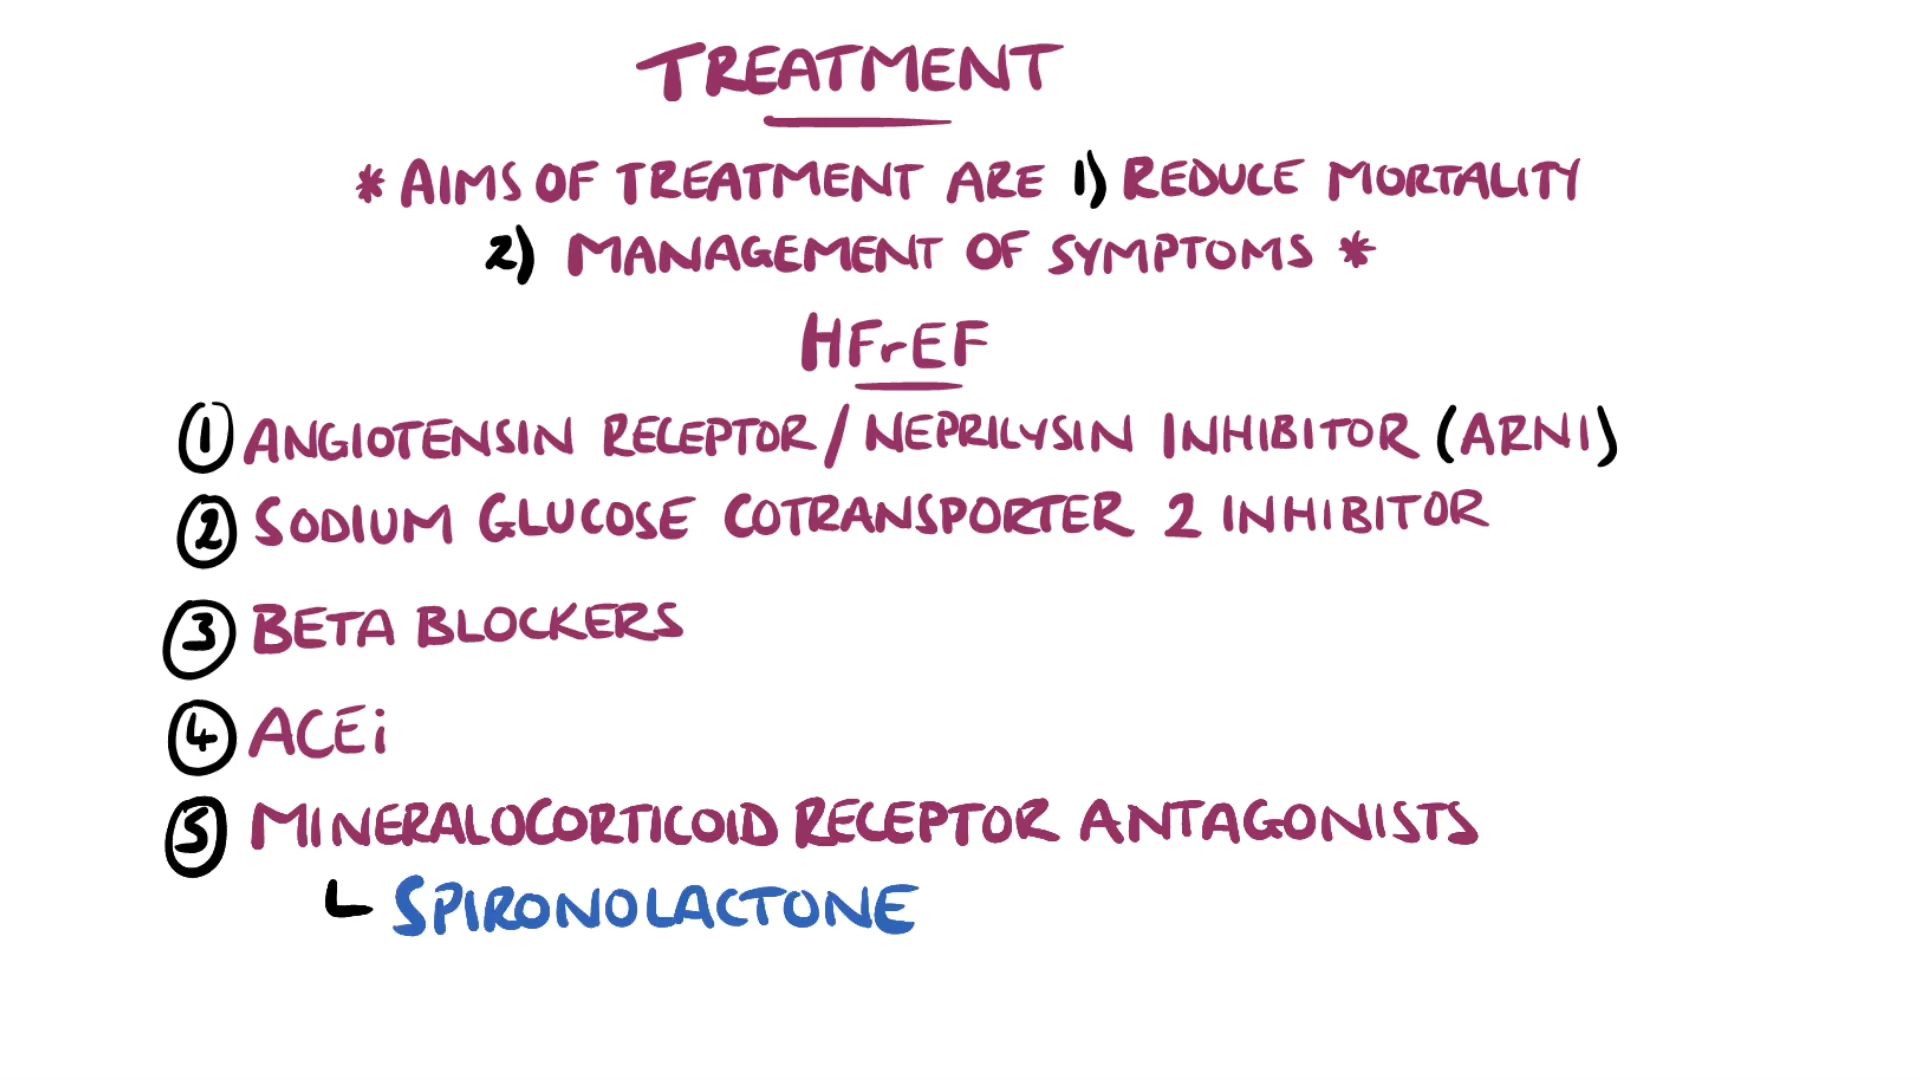 TREATMENT
* AIMS OF TREATMENT ARE 1) REDUCE MORTALITY
2) MANAGEMENT OF SYMPTOMS *
HFrEF
1 ANGIOTENSIN RECEPTOR/NEPRILYSIN INHIBITOR (ARNI)
2 SODIUM GLUCOSE COTRANSPORTER 2 INHIBITOR
3 BETA BLOCKERS
4 ACEi
5 MINERALOCORTICOID RECEPTOR ANTAGONISTS
SPIRONOLACTONE